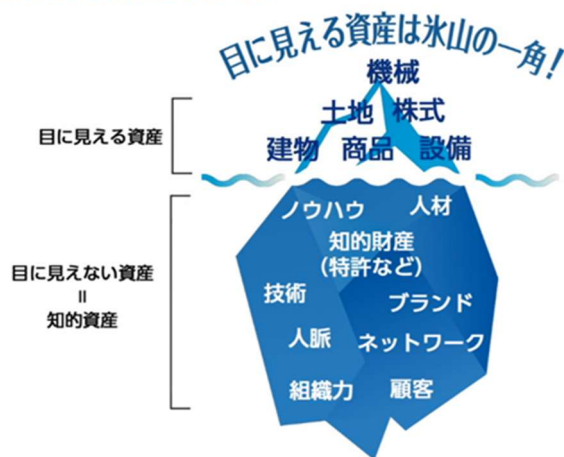 目に見える資産は氷山の一角!
機械
土地 株式
建物 商品 設備
目に見える資産
ノウハウ 人材
知的財産
(特許など)
技術 ブランド
人脈 ネットワーク
組織力 顧客
目に見えない資産
=
知的資産